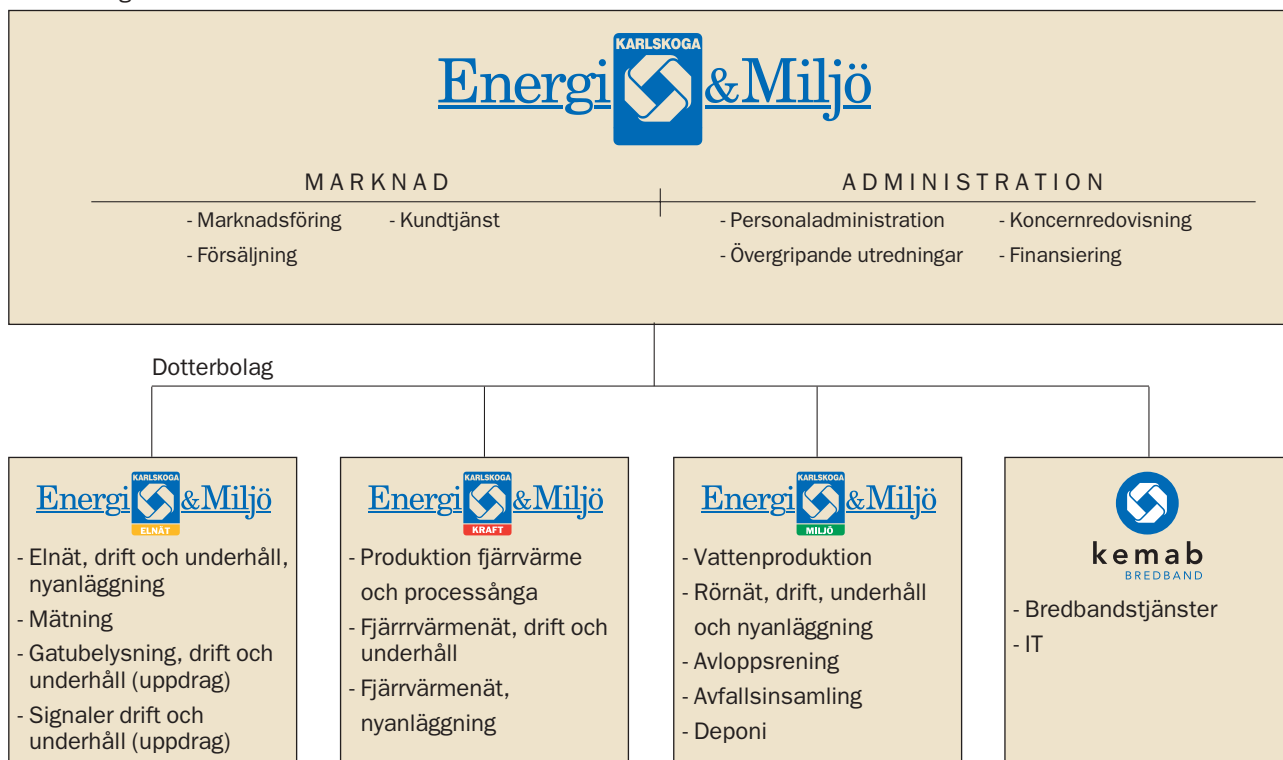 KARLSKOGA
Energi &Miljö
MARKNAD
- Marknadsföring
- Försäljning
- Kundtjänst
ADMINISTRATION
- Personaladministration
- Övergripande utredningar
- Koncernredovisning
- Finansiering
Dotterbolag
KARLSKOGA
Energi &Miljö
ELNÄT
- Elnät, drift och underhåll,
nyanläggning
- Mätning
- Gatubelysning, drift och
underhåll (uppdrag)
- Signaler drift och
underhåll (uppdrag)
KARLSKOGA
Energi &Miljö
KRAFT
- Produktion fjärrvärme
och processånga
- Fjärrrvärmenät, drift och
underhåll
- Fjärrvärmenät,
nyanläggning
KARLSKOGA
Energi &Miljö
MILJÖ
- Vattenproduktion
- Rörnät, drift, underhåll
och nyanläggning
- Avloppsrening
- Avfallsinsamling
- Deponi
kemab
BREDBAND
- Bredbandstjänster
- IT